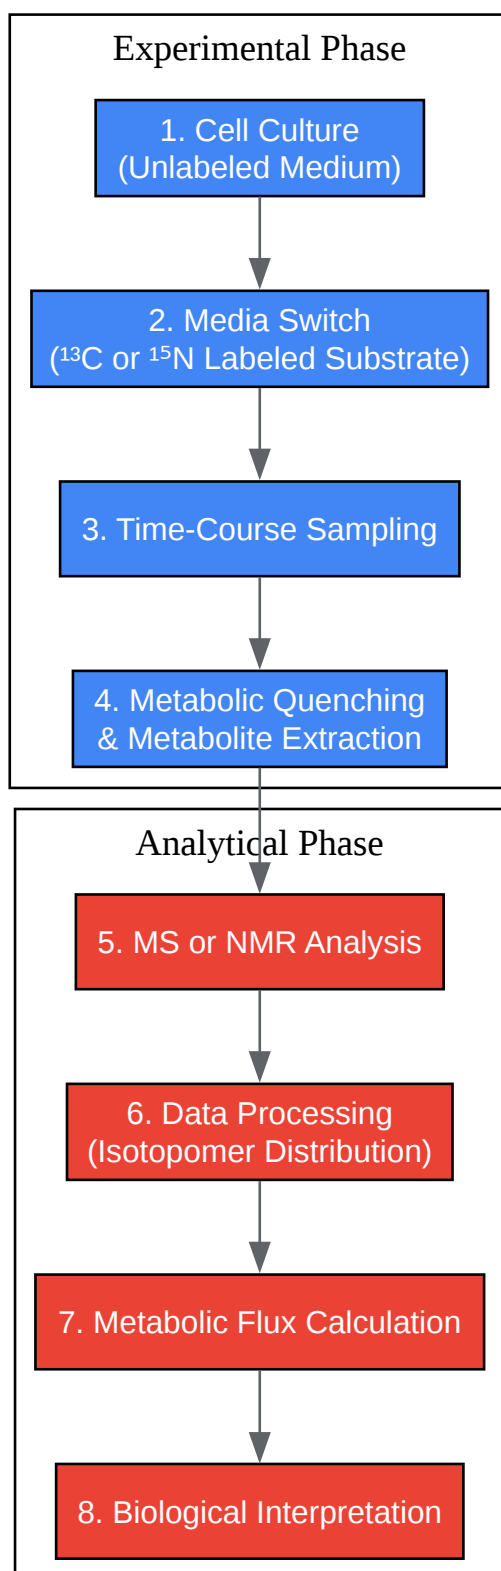 Experimental Phase
1. Cell Culture
(Unlabeled Medium)
2. Media Switch
(¹³C or ¹⁵N Labeled Substrate)
3. Time-Course Sampling
4. Metabolic Quenching
& Metabolite Extraction
Analytical Phase
5. MS or NMR Analysis
6. Data Processing
(Isotopomer Distribution)
7. Metabolic Flux Calculation
8. Biological Interpretation